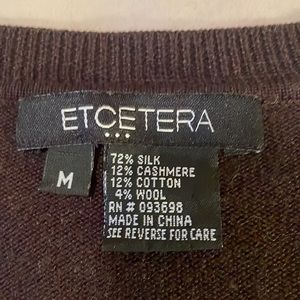 ETCETERA
M
72% SILK
12% CASHMERE
12% COTTON
4% WOOL
RN # 093698
MADE IN CHINA
SEE REVERSE FOR CARE